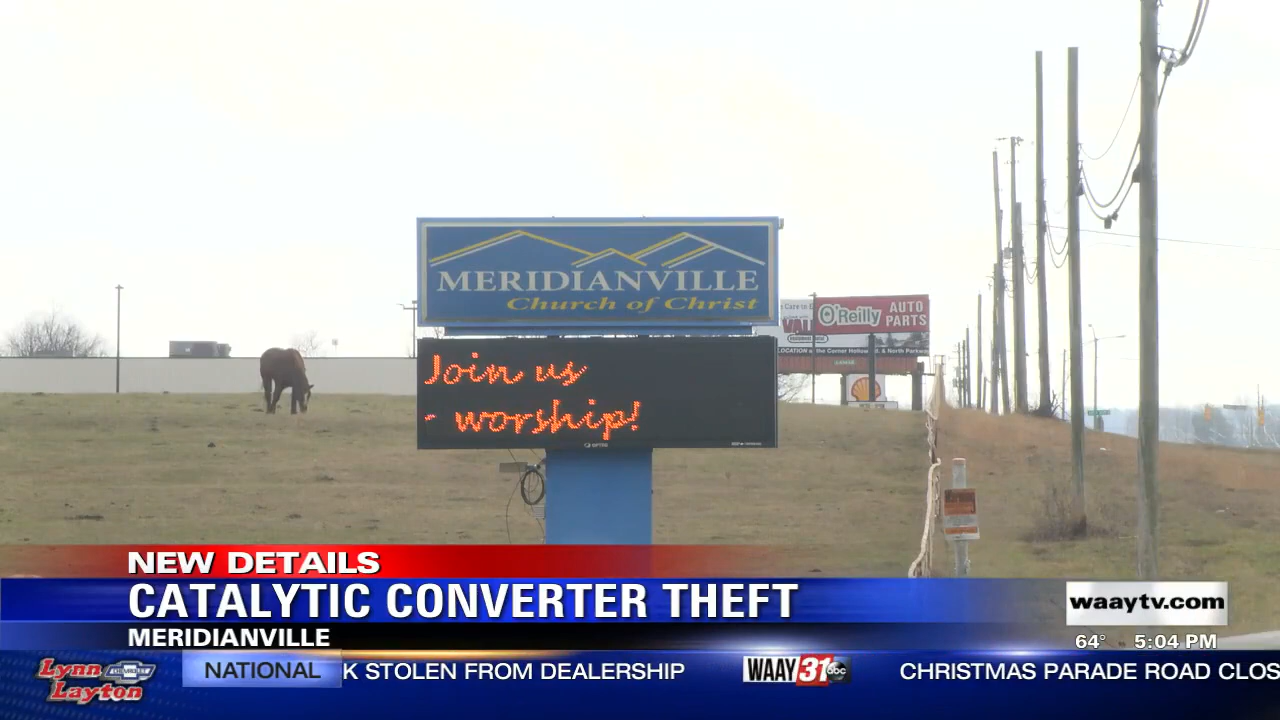 MERIDIANVILLE
Church of Christ
Join us
- worship!
O'Reilly AUTO PARTS
NEW DETAILS
CATALYTIC CONVERTER THEFT
MERIDIANVILLE
waaytv.com
64° 5:04 PM
Lynn Layton
CHEVROLET
NATIONAL
K STOLEN FROM DEALERSHIP
WAAY 31 abc
CHRISTMAS PARADE ROAD CLOS